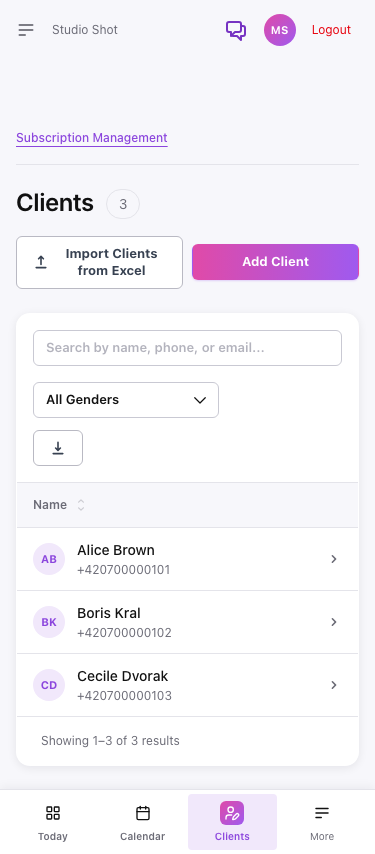 Studio Shot
MS
Logout
Subscription Management
Clients
3
Import Clients
from Excel
Add Client
Search by name, phone, or email...
All Genders
Name
AB
Alice Brown
+420700000101
BK
Boris Kral
+420700000102
CD
Cecile Dvorak
+420700000103
Showing 1–3 of 3 results
Today
Calendar
Clients
More